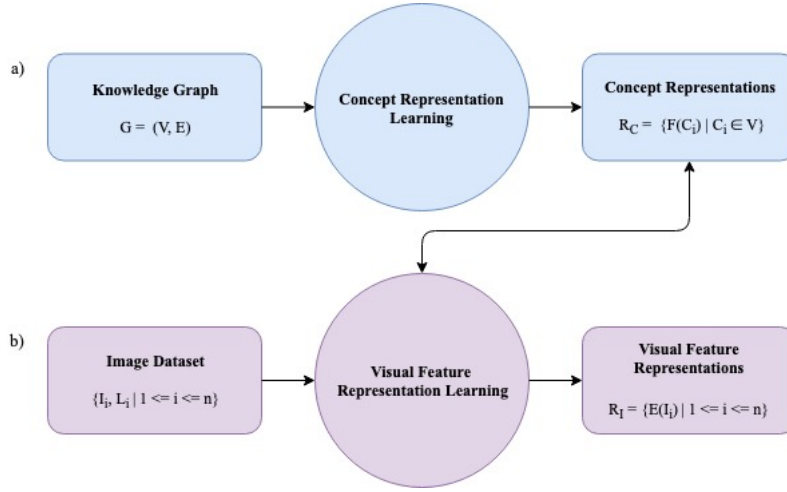 a)
Knowledge Graph
G = (V, E)
Concept Representation
Learning
Concept Representations
R_C = {F(C_i) | C_i ∈ V}
b)
Image Dataset
{I_i, L_i | 1 <= i <= n}
Visual Feature
Representation Learning
Visual Feature
Representations
R_I = {E(I_i) | 1 <= i <= n}